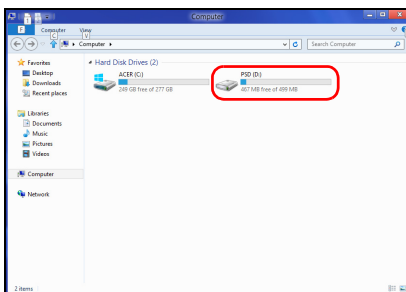 Computer
F
1
C
V
Computer
View
Computer
Search Computer
Favorites
Desktop
Downloads
Recent places
Libraries
Documents
Music
Pictures
Videos
Computer
Network
Hard Disk Drives (2)
ACER (C:)
249 GB free of 277 GB
PSD (D:)
467 MB free of 499 MB
2 items